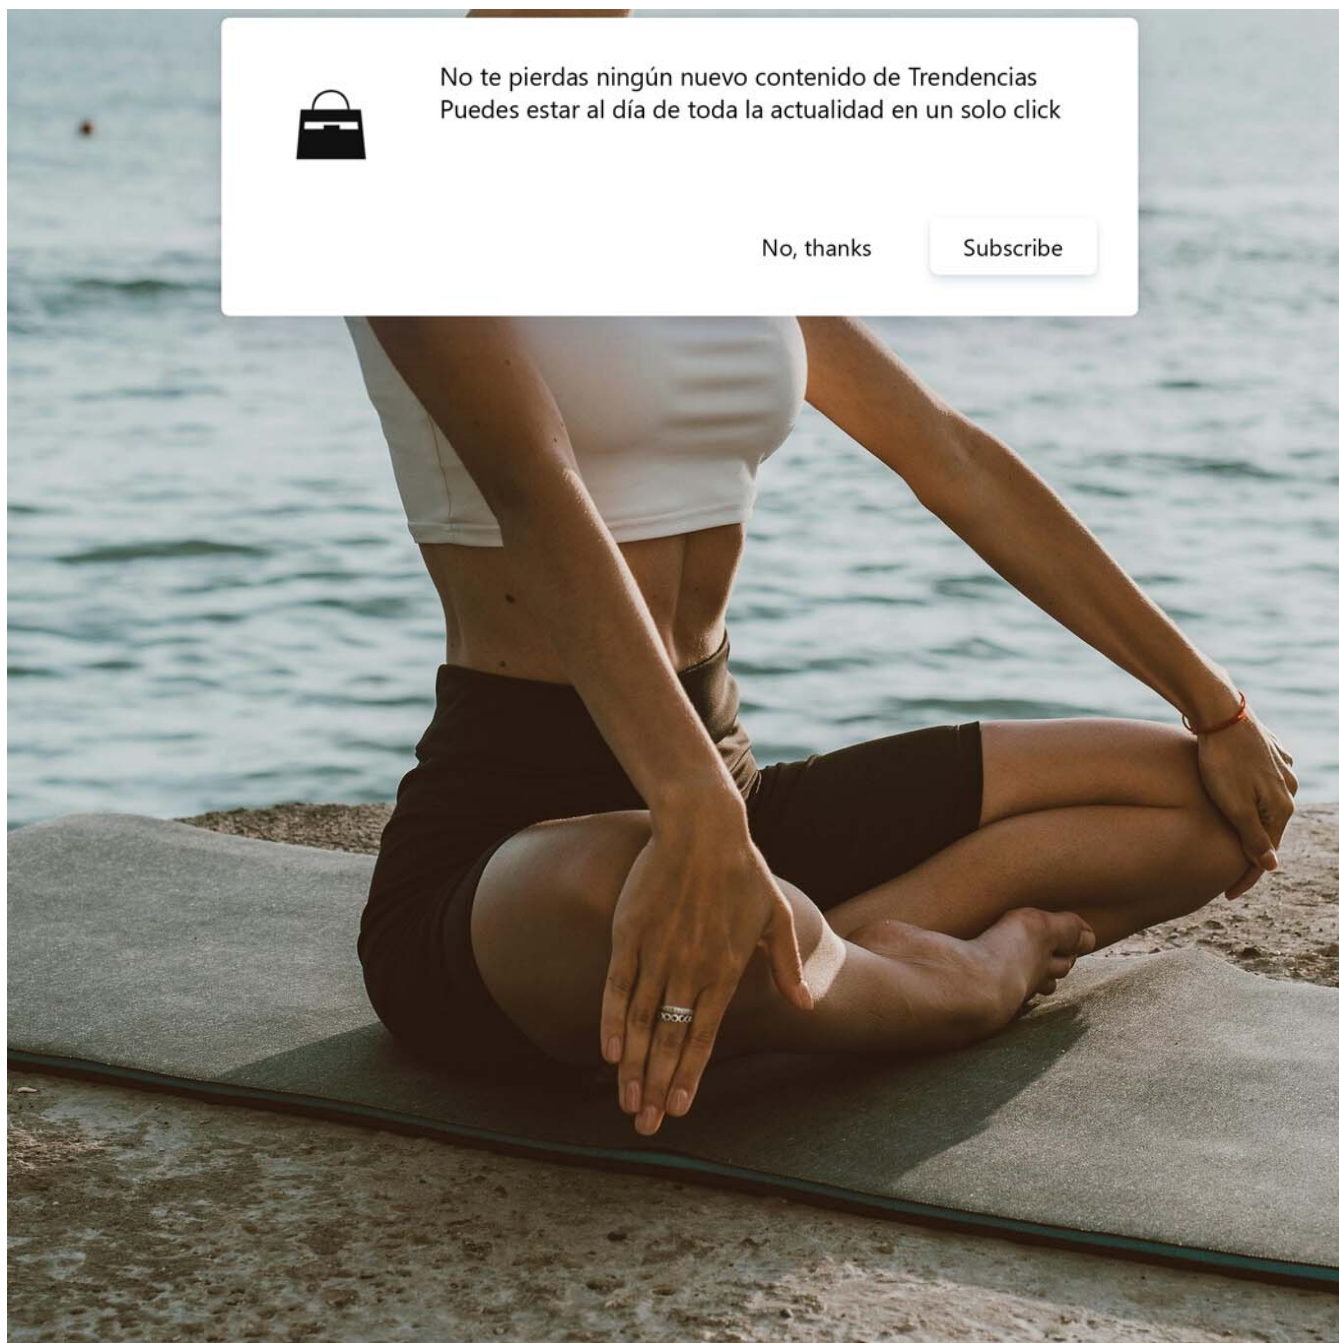 No te pierdas ningún nuevo contenido de Trendencias
Puedes estar al día de toda la actualidad en un solo click
No, thanks
Subscribe